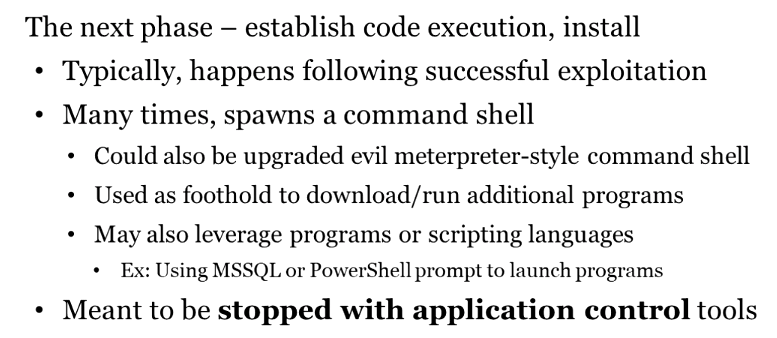 The next phase – establish code execution, install
• Typically, happens following successful exploitation
• Many times, spawns a command shell
• Could also be upgraded evil meterpreter-style command shell
• Used as foothold to download/run additional programs
• May also leverage programs or scripting languages
• Ex: Using MSSQL or PowerShell prompt to launch programs
• Meant to be stopped with application control tools